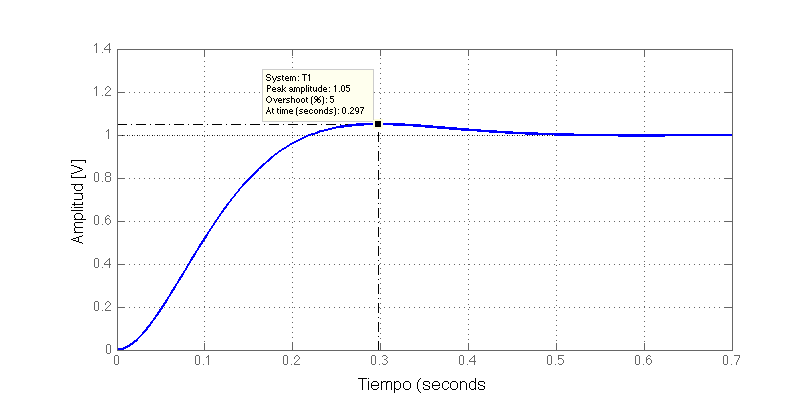 1.4
1.2
1
0.8
0.6
0.4
0.2
0
System: T1
Peak amplitude: 1.05
Overshoot (%): 5
At time (seconds): 0.297
Amplitud [V]
0 0.1 0.2 0.3 0.4 0.5 0.6 0.7
Tiempo (seconds